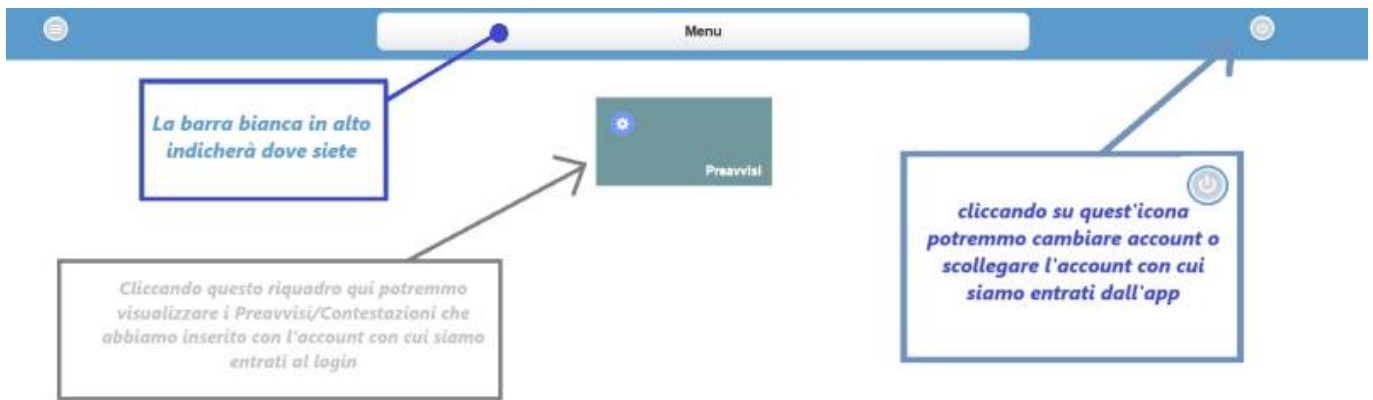 Menu
La barra bianca in alto
indicherà dove siete
Preavvisi
cliccando su quest'icona
potremmo cambiare account o
scollegare l'account con cui
siamo entrati dall'app
Cliccando questo riquadro qui potremmo
visualizzare i Preavvisi/Contestazioni che
abbiamo inserito con l'account con cui siamo
entrati al login